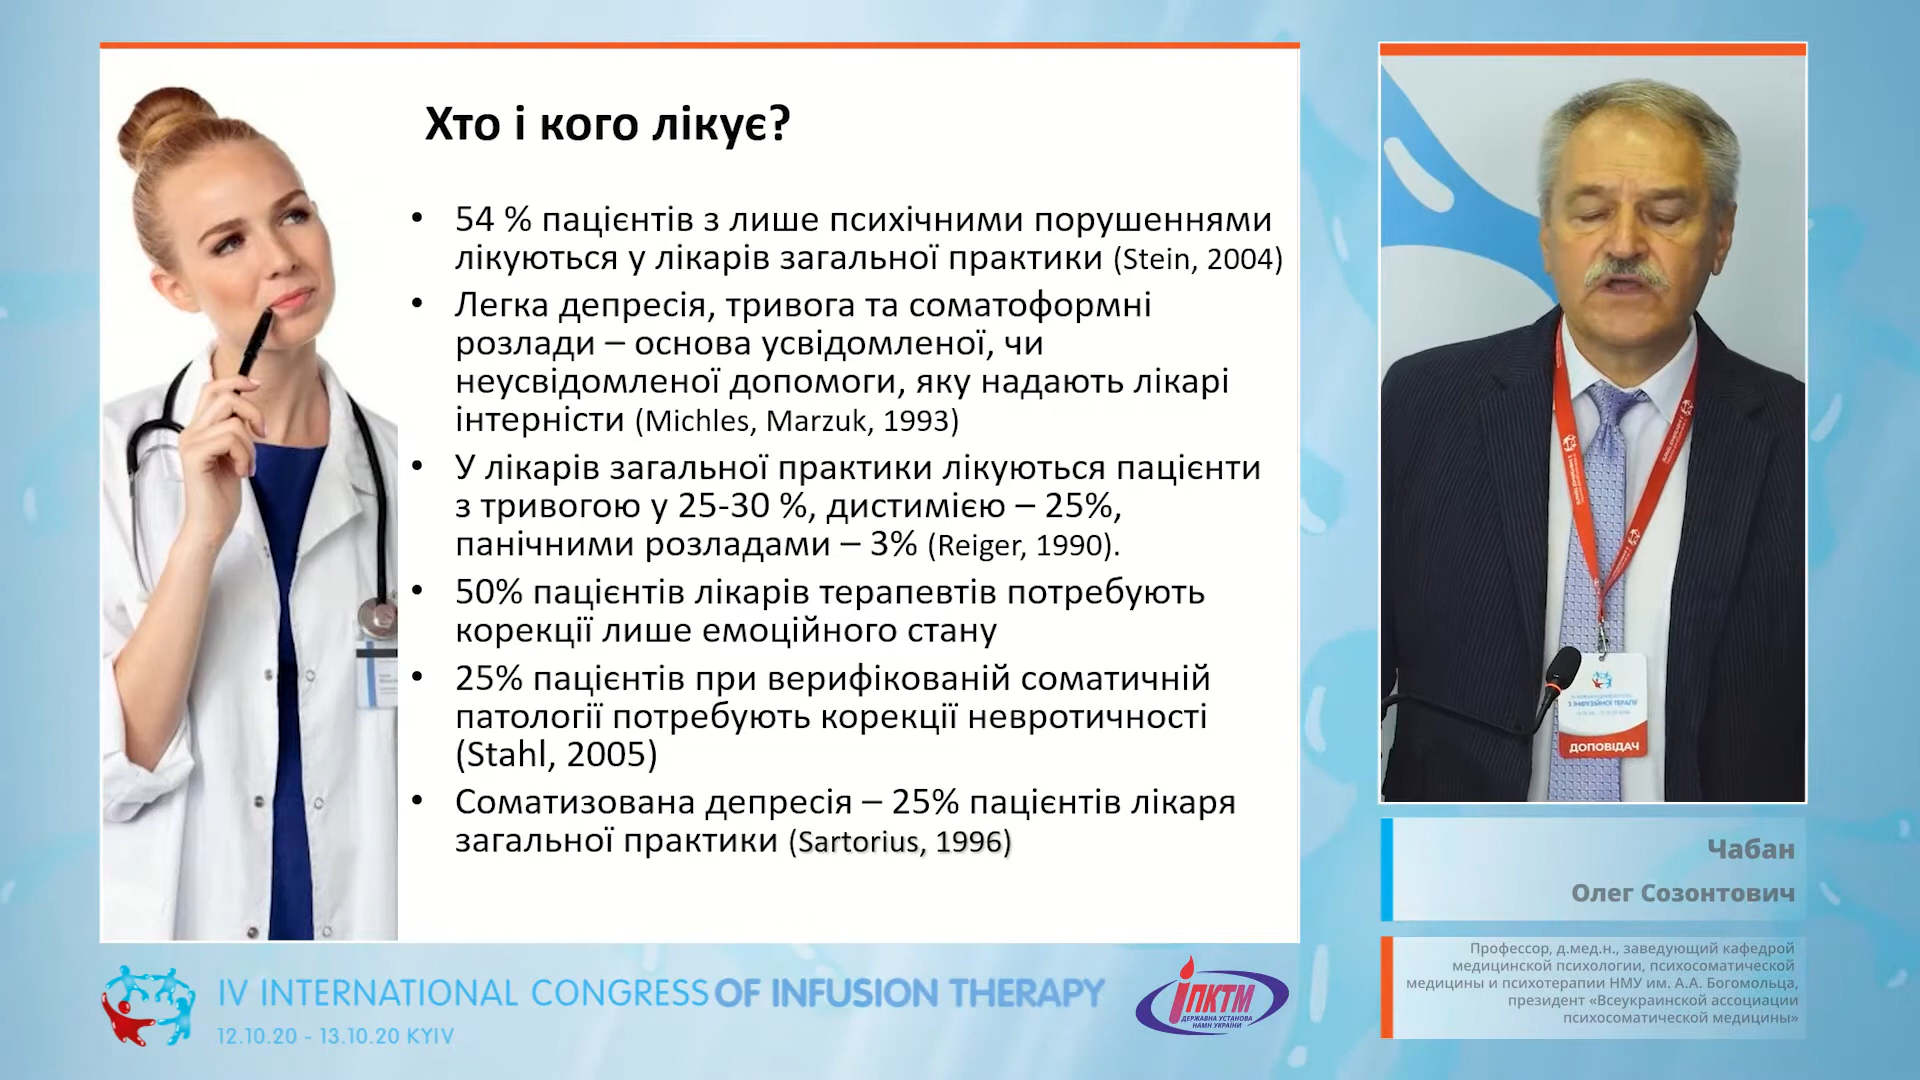 Хто і кого лікує?
• 54 % пацієнтів з лише психічними порушеннями
лікуються у лікарів загальної практики (Stein, 2004)
• Легка депресія, тривога та соматоформні
розлади – основа усвідомленої, чи
неусвідомленої допомоги, яку надають лікарі
інтерністи (Michles, Marzuk, 1993)
• У лікарів загальної практики лікуються пацієнти
з тривогою у 25-30 %, дистимією – 25%,
панічними розладами – 3% (Reiger, 1990).
• 50% пацієнтів лікарів терапевтів потребують
корекції лише емоційного стану
• 25% пацієнтів при верифікованій соматичній
патології потребують корекції невротичності
(Stahl, 2005)
• Соматизована депресія – 25% пацієнтів лікаря
загальної практики (Sartorius, 1996)
З ІНФУЗІЙНОЇ ТЕРАПІЇ
ДОПОВІДАЧ
Чабан
Олег Созонтович
Профессор, д.мед.н., заведующий кафедрой
медицинской психологии, психосоматической
медицины и психотерапии НМУ им. А.А. Богомольца,
президент «Всеукраинской ассоциации
психосоматической медицины»
IV INTERNATIONAL CONGRESS OF INFUSION THERAPY
12.10.20 - 13.10.20 KYIV
ІПКТМ
ДЕРЖАВНА УСТАНОВА
НАМН УКРАЇНИ